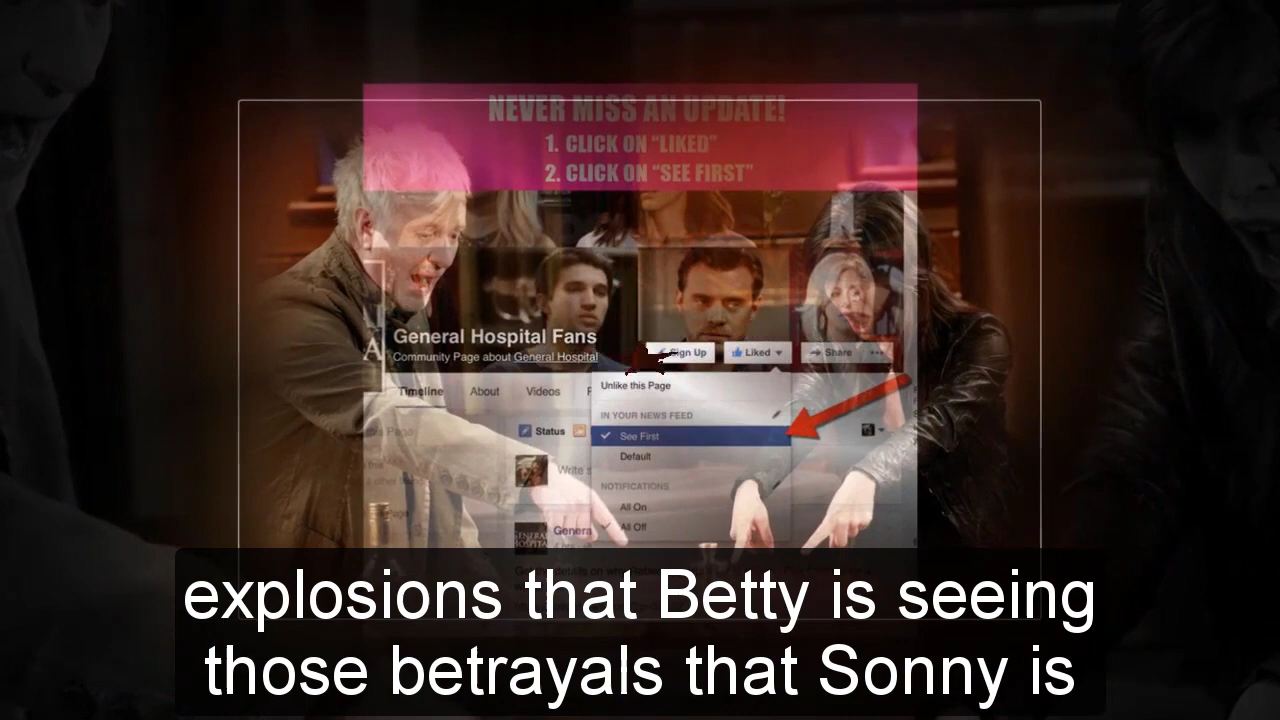 NEVER MISS AN UPDATE!
1. CLICK ON "LIKED"
2. CLICK ON "SEE FIRST"
General Hospital Fans
Community Page about General Hospital
Sign Up
Liked
Share
Timeline
About
Videos
Unlike this Page
IN YOUR NEWS FEED
See First
Default
NOTIFICATIONS
All On
All Off
Status
Write
Genera
explosions that Betty is seeing
those betrayals that Sonny is